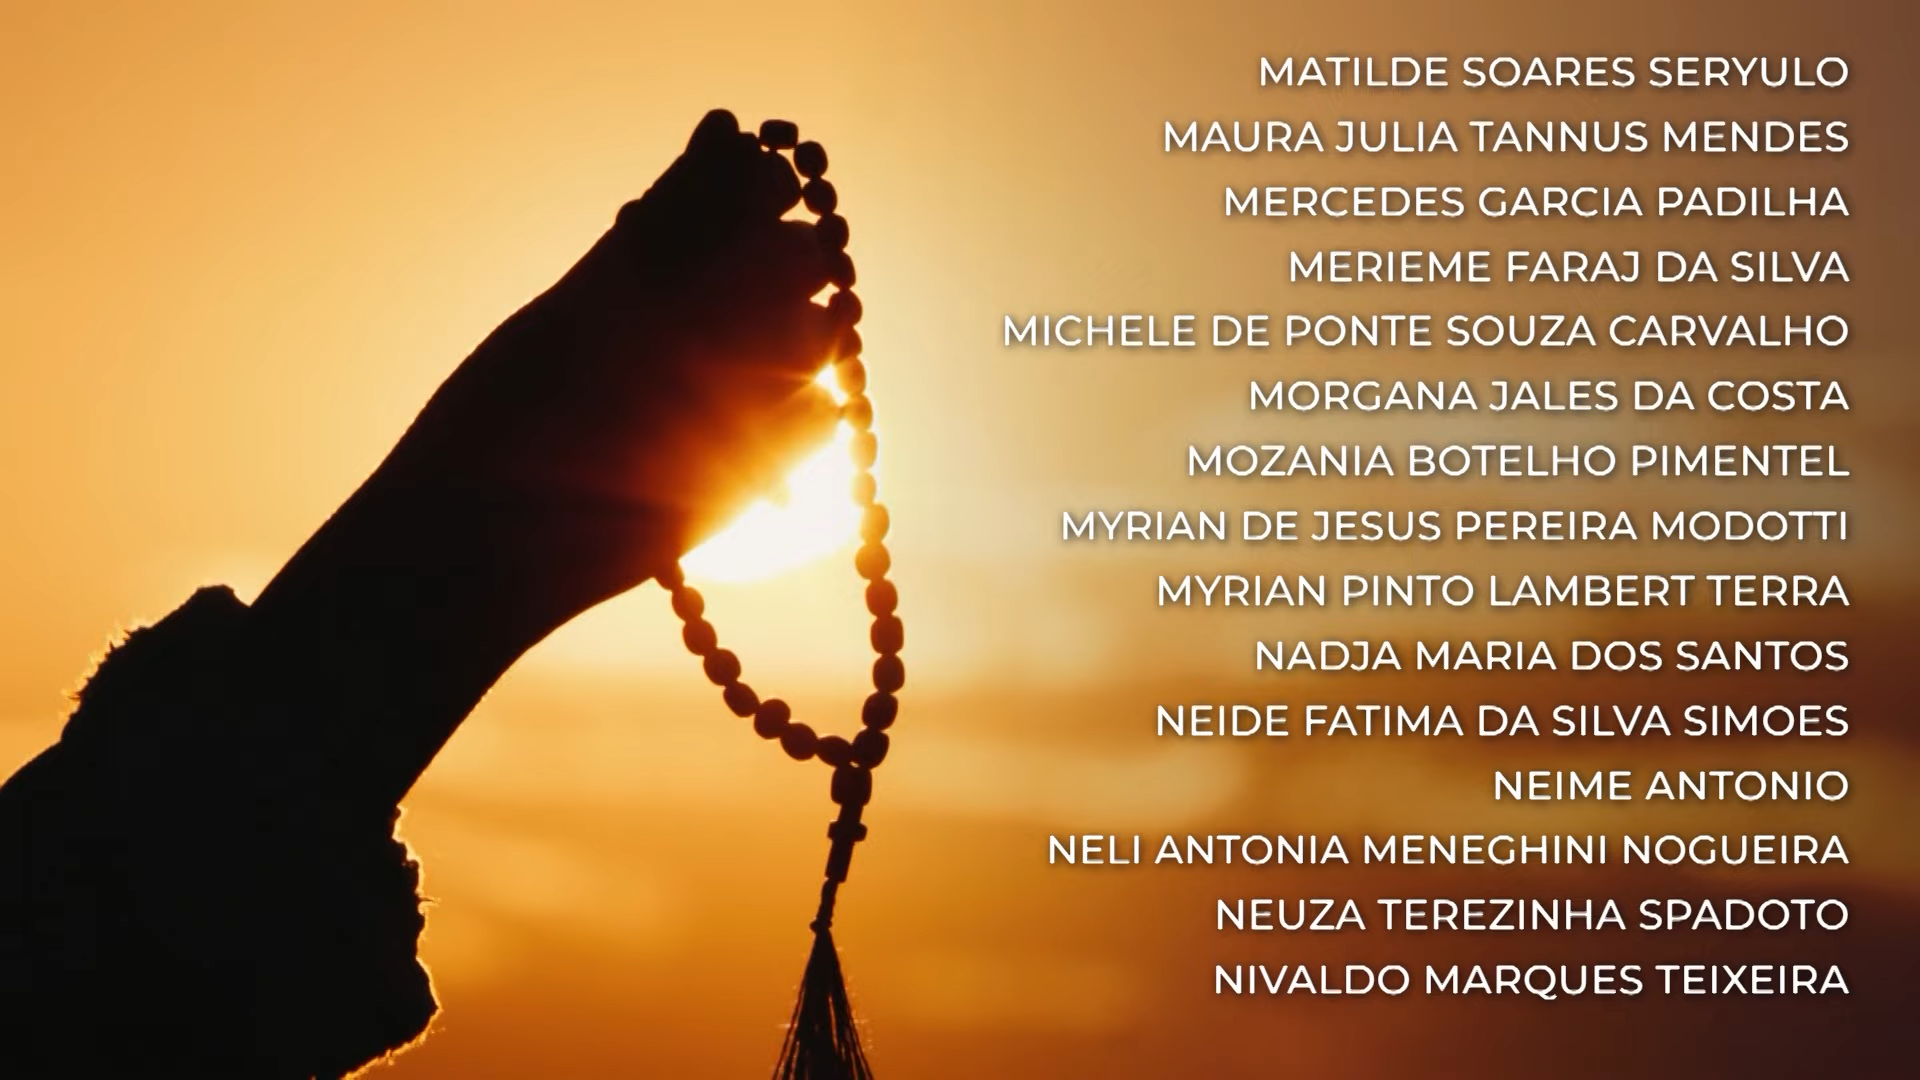 MATILDE SOARES SERYULO
MAURA JULIA TANNUS MENDES
MERCEDES GARCIA PADILHA
MERIEME FARAJ DA SILVA
MICHELE DE PONTE SOUZA CARVALHO
MORGANA JALES DA COSTA
MOZANIA BOTELHO PIMENTEL
MYRIAN DE JESUS PEREIRA MODOTTI
MYRIAN PINTO LAMBERT TERRA
NADJA MARIA DOS SANTOS
NEIDE FATIMA DA SILVA SIMOES
NEIME ANTONIO
NELI ANTONIA MENEGHINI NOGUEIRA
NEUZA TEREZINHA SPADOTO
NIVALDO MARQUES TEIXEIRA